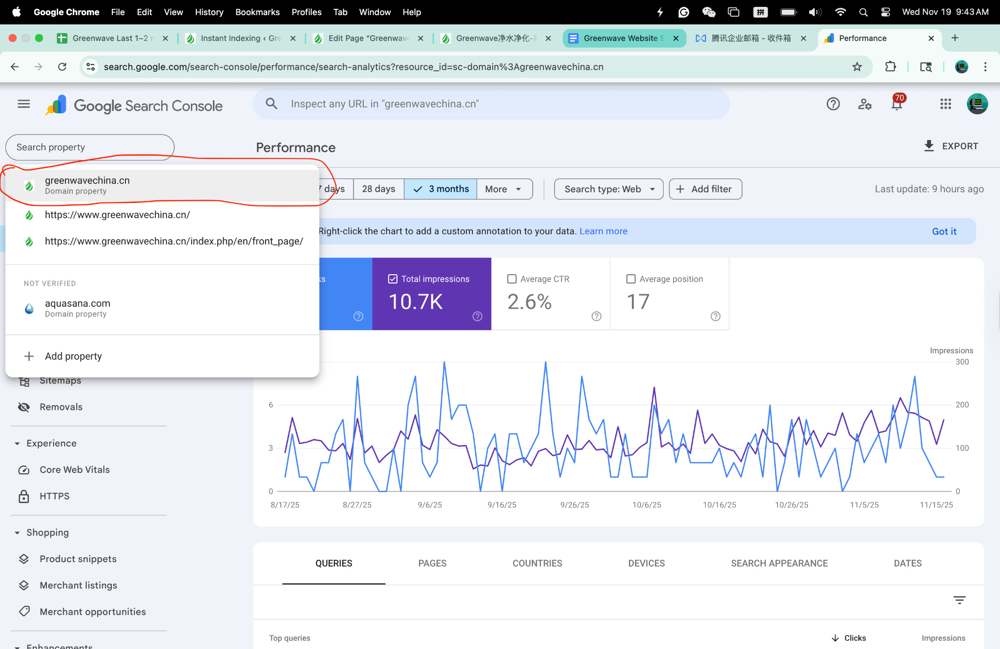 Google Chrome File Edit View History Bookmarks Profiles Tab Window Help 拼 Wed Nov 19 9:43 AM
Greenwave Last 1~2 Instant Indexing ‹ Gre Edit Page “Greenwave Greenwave净水净化- Greenwave Website S 腾讯企业邮箱 - 收件箱 Performance
search.google.com/search-console/performance/search-analytics?resource_id=sc-domain%3Agreenwavechina.cn
Google Search Console Inspect any URL in "greenwavechina.cn" 70
Search property
Performance
EXPORT
greenwavechina.cn
Domain property
https://www.greenwavechina.cn/
https://www.greenwavechina.cn/index.php/en/front_page/
NOT VERIFIED
aquasana.com
Domain property
Add property
7 days 28 days 3 months More Search type: Web Add filter Last update: 9 hours ago
Right-click the chart to add a custom annotation to your data. Learn more Got it
ks
Total impressions
10.7K
Average CTR
2.6%
Average position
17
Impressions
300
6 200
3 100
0 0
8/17/25 8/27/25 9/6/25 9/16/25 9/26/25 10/6/25 10/16/25 10/26/25 11/5/25 11/15/25
Sitemaps
Removals
Experience
Core Web Vitals
HTTPS
Shopping
Product snippets
Merchant listings
Merchant opportunities
Enhancements
QUERIES PAGES COUNTRIES DEVICES SEARCH APPEARANCE DATES
Top queries Clicks Impressions